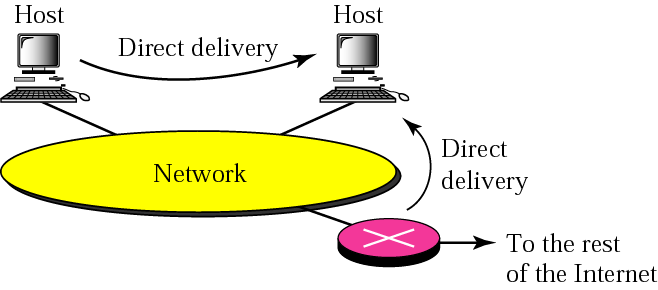 Host
Host
Direct delivery
Network
Direct
delivery
To the rest
of the Internet